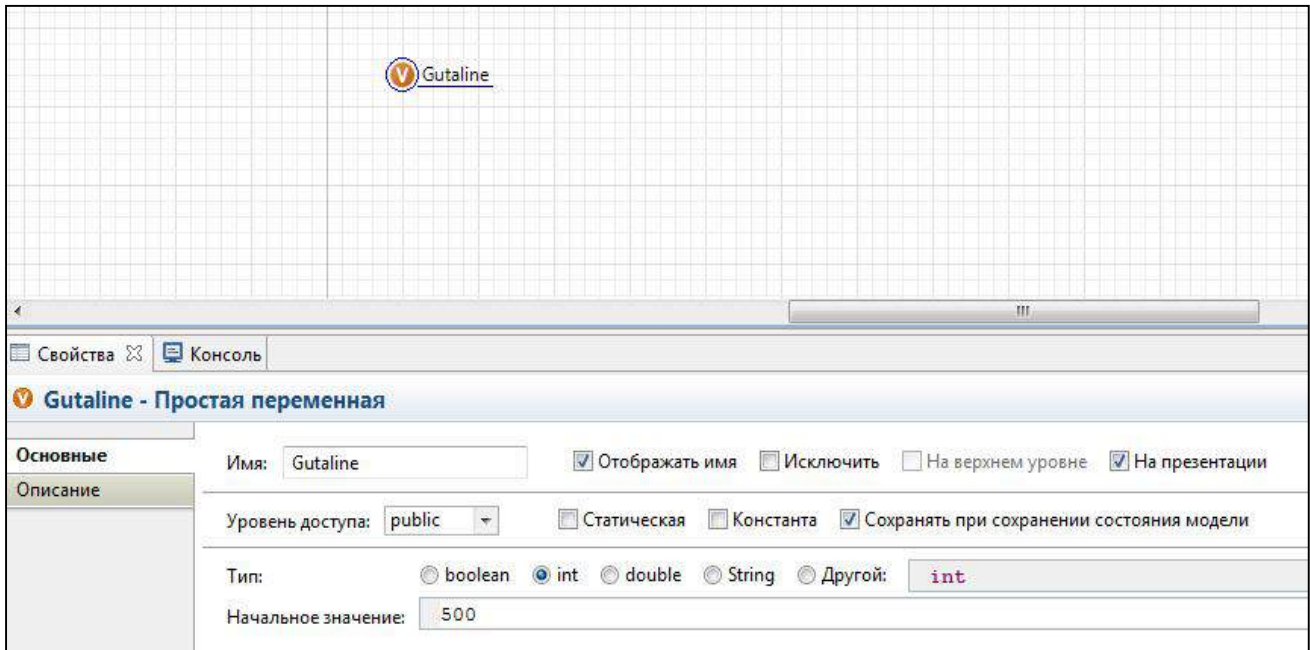 Gutaline
Свойства Консоль
Gutaline - Простая переменная
Основные
Описание
Имя: Gutaline Отображать имя Исключить На верхнем уровне На презентации
Уровень доступа: public Статическая Константа Сохранять при сохранении состояния модели
Тип: boolean int double String Другой: int
Начальное значение: 500